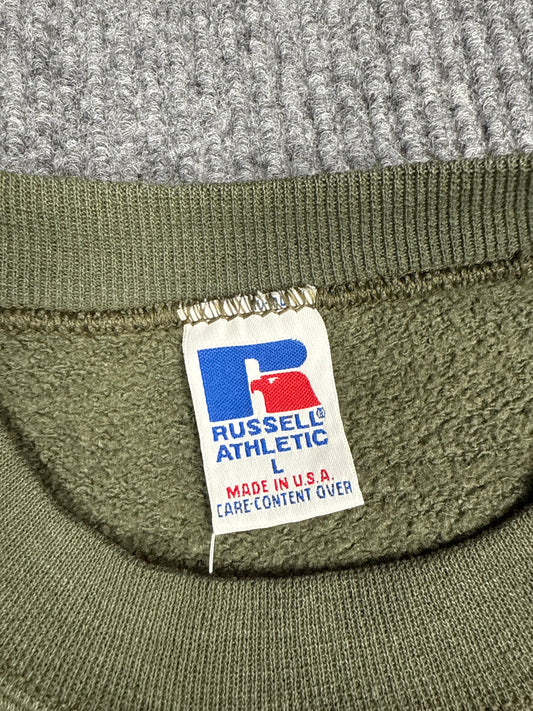 R
RUSSELL®
ATHLETIC
L
MADE IN U.S.A.
CARE-CONTENT OVER